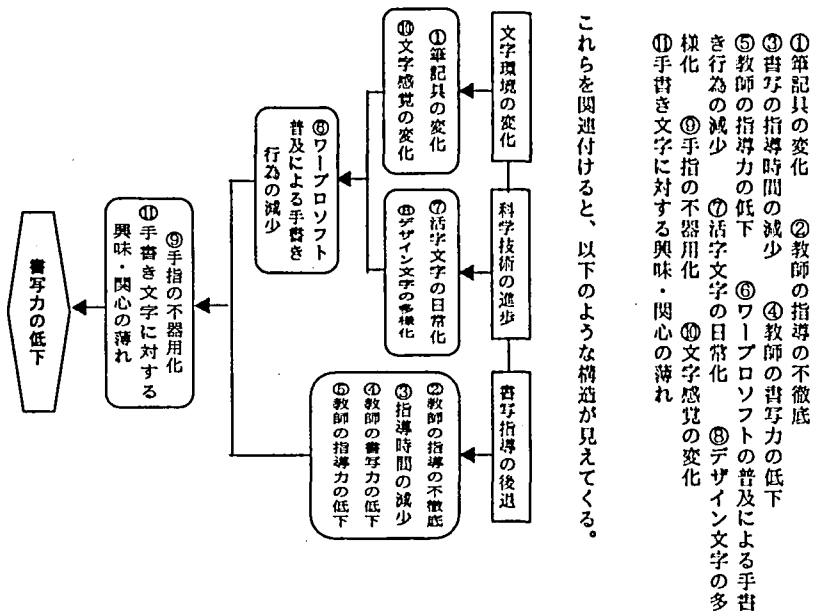 ①筆記具の変化　②教師の指導の不徹底
③書写の指導時間の減少　④教師の書写力の低下
⑤教師の指導力の低下　⑥ワープロソフトの普及による手書
き行為の減少　⑦活字文字の日常化　⑧デザイン文字の多
様化　⑨手指の不器用化　⑩文字感覚の変化
⑪手書き文字に対する興味・関心の薄れ
これらを関連付けると、以下のような構造が見えてくる。
文字環境の変化
科学技術の進歩
書写指導の後退
①筆記具の変化
⑩文字感覚の変化
⑦活字文字の日常化
⑧デザイン文字の多様化
②教師の指導の不徹底
③指導時間の減少
④教師の書写力の低下
⑤教師の指導力の低下
⑥ワープロソフト
普及による手書き
行為の減少
⑨手指の不器用化
⑪手書き文字に対する
興味・関心の薄れ
書写力の低下